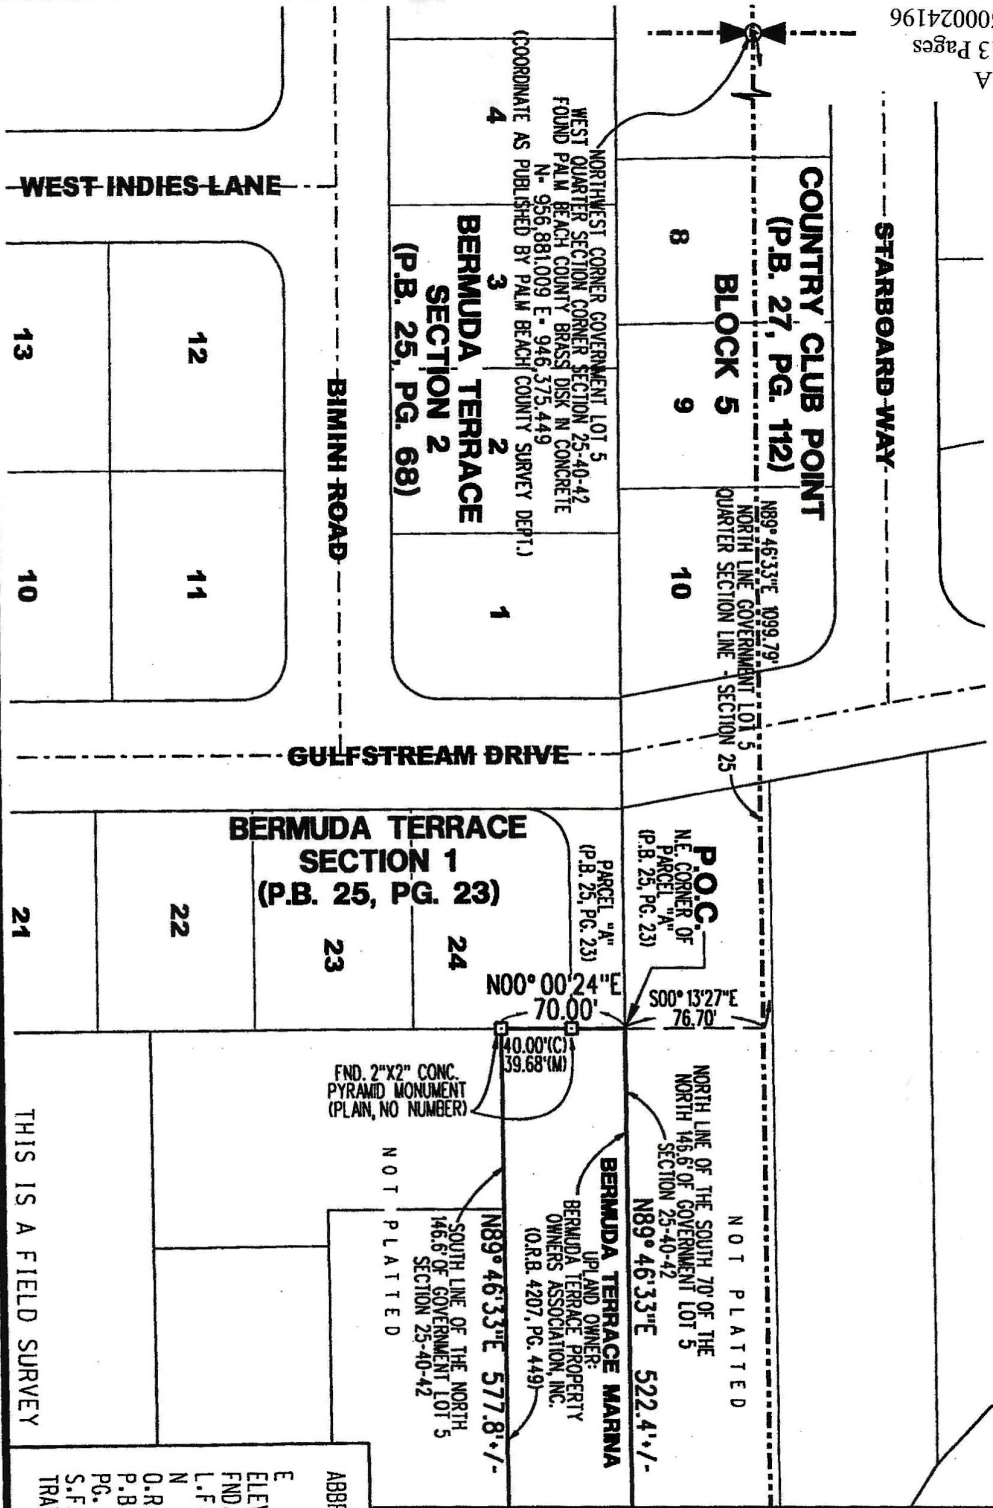 A
3 Pages
00024196
COUNTRY CLUB POINT
(P.B. 27, PG. 112)
BLOCK 5
STARBOARD WAY
8
9
10
NORTHWEST CORNER GOVERNMENT LOT 5
WEST QUARTER SECTION CORNER SECTION 25-40-42
FOUND PALM BEACH COUNTY BRASS DISK IN CONCRETE
N= 956,881.009 E= 946,375.449
(COORDINATE AS PUBLISHED BY PALM BEACH COUNTY SURVEY DEPT.)
4
3
2
1
BERMUDA TERRACE
SECTION 2
(P.B. 25, PG. 68)
WEST INDIES LANE
BIMINI ROAD
12
13
11
10
N89° 46'33"E 1099.79'
NORTH LINE GOVERNMENT LOT 5
QUARTER SECTION LINE - SECTION 25
GULFSTREAM DRIVE
BERMUDA TERRACE
SECTION 1
(P.B. 25, PG. 23)
21
22
23
24
PARCEL "A"
(P.B. 25, PG. 23)
P.O.C.
N.E. CORNER OF
PARCEL "A"
(P.B. 25, PG. 23)
N00° 00'24"E
70.00'
S00° 13'27"E
76.70'
40.00'(C)
39.68'(M)
FND. 2"X2" CONC.
PYRAMID MONUMENT
(PLAIN, NO NUMBER)
NORTH LINE OF THE SOUTH 70' OF THE
NORTH 146.6' OF GOVERNMENT LOT 5
SECTION 25-40-42
NOT PLATTED
N89° 46'33"E 522.4'+/-
BERMUDA TERRACE MARINA
UPLAND OWNER:
BERMUDA TERRACE PROPERTY
OWNERS ASSOCIATION, INC.
(O.R.B. 4207, PG. 449)
N89° 46'33"E 577.8'+/-
SOUTH LINE OF THE NORTH
146.6' OF GOVERNMENT LOT 5
SECTION 25-40-42
NOT PLATTED
THIS IS A FIELD SURVEY
ABBR
E
ELEV
FND
L.F
N
O.R
P.B
PG.
S.F
TRA